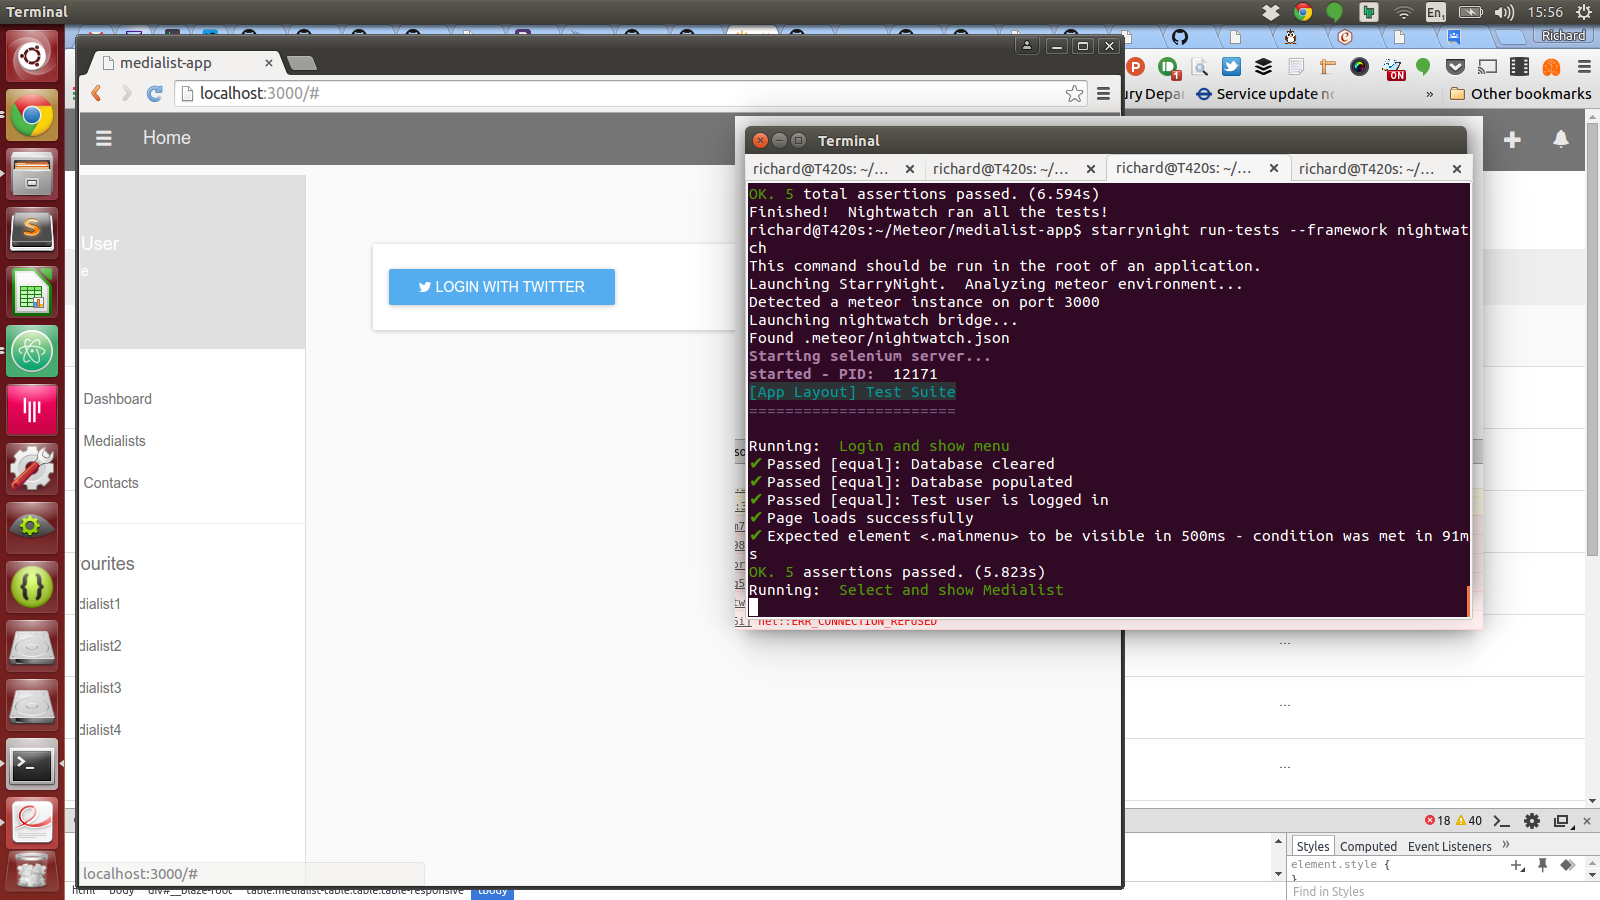 Terminal
En1
15:56
Richard
medialist-app
localhost:3000/#
Service update
»
Other bookmarks
Home
User
e
LOGIN WITH TWITTER
Dashboard
Medialists
Contacts
ourites
dialist1
dialist2
dialist3
dialist4
localhost:3000/#
Terminal
richard@T420s: ~/...
richard@T420s: ~/...
richard@T420s: ~/...
richard@T420s: ~/...
OK. 5 total assertions passed. (6.594s)
Finished!  Nightwatch ran all the tests!
richard@T420s:~/Meteor/medialist-app$ starrynight run-tests --framework nightwat
ch
This command should be run in the root of an application.
Launching StarryNight.  Analyzing meteor environment...
Detected a meteor instance on port 3000
Launching nightwatch bridge...
Found .meteor/nightwatch.json
Starting selenium server...
started - PID:  12171
[App Layout] Test Suite
=======================
Running:  Login and show menu
✔ Passed [equal]: Database cleared
✔ Passed [equal]: Database populated
✔ Passed [equal]: Test user is logged in
✔ Page loads successfully
✔ Expected element <.mainmenu> to be visible in 500ms - condition was met in 91m
s
OK. 5 assertions passed. (5.823s)
Running:  Select and show Medialist
net::ERR_CONNECTION_REFUSED
...
...
...
18 40
Styles Computed Event Listeners »
element.style {
}
Find in Styles
html body div#__blaze-root table.medialist-table.table.table-responsive tbody